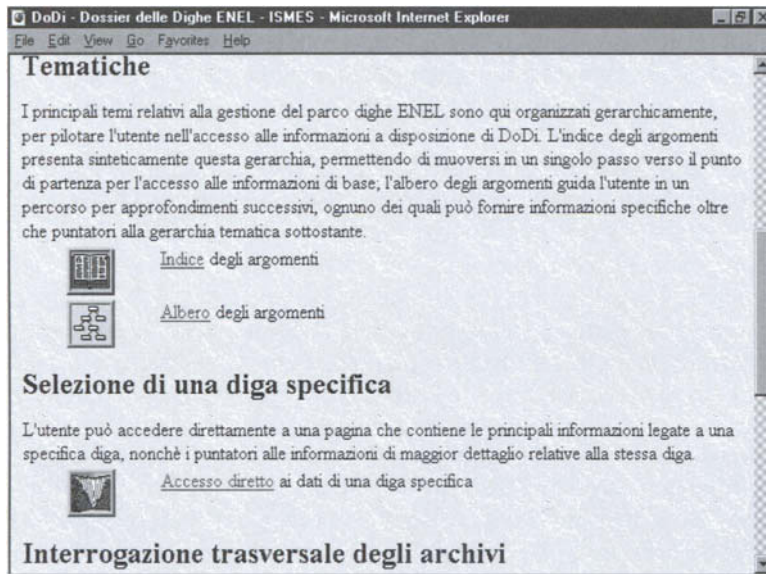 DoDi - Dossier delle Dighe ENEL - ISMES - Microsoft Internet Explorer
File Edit View Go Favorites Help
Tematiche
I principali temi relativi alla gestione del parco dighe ENEL sono qui organizzati gerarchicamente,
per pilotare l'utente nell'accesso alle informazioni a disposizione di DoDi. L'indice degli argomenti
presenta sinteticamente questa gerarchia, permettendo di muoversi in un singolo passo verso il punto
di partenza per l'accesso alle informazioni di base; l'albero degli argomenti guida l'utente in un
percorso per approfondimenti successivi, ognuno dei quali può fornire informazioni specifiche oltre
che puntatori alla gerarchia tematica sottostante.
Indice degli argomenti
Albero degli argomenti
Selezione di una diga specifica
L'utente può accedere direttamente a una pagina che contiene le principali informazioni legate a una
specifica diga, nonchè i puntatori alle informazioni di maggior dettaglio relative alla stessa diga.
Accesso diretto ai dati di una diga specifica
Interrogazione trasversale degli archivi